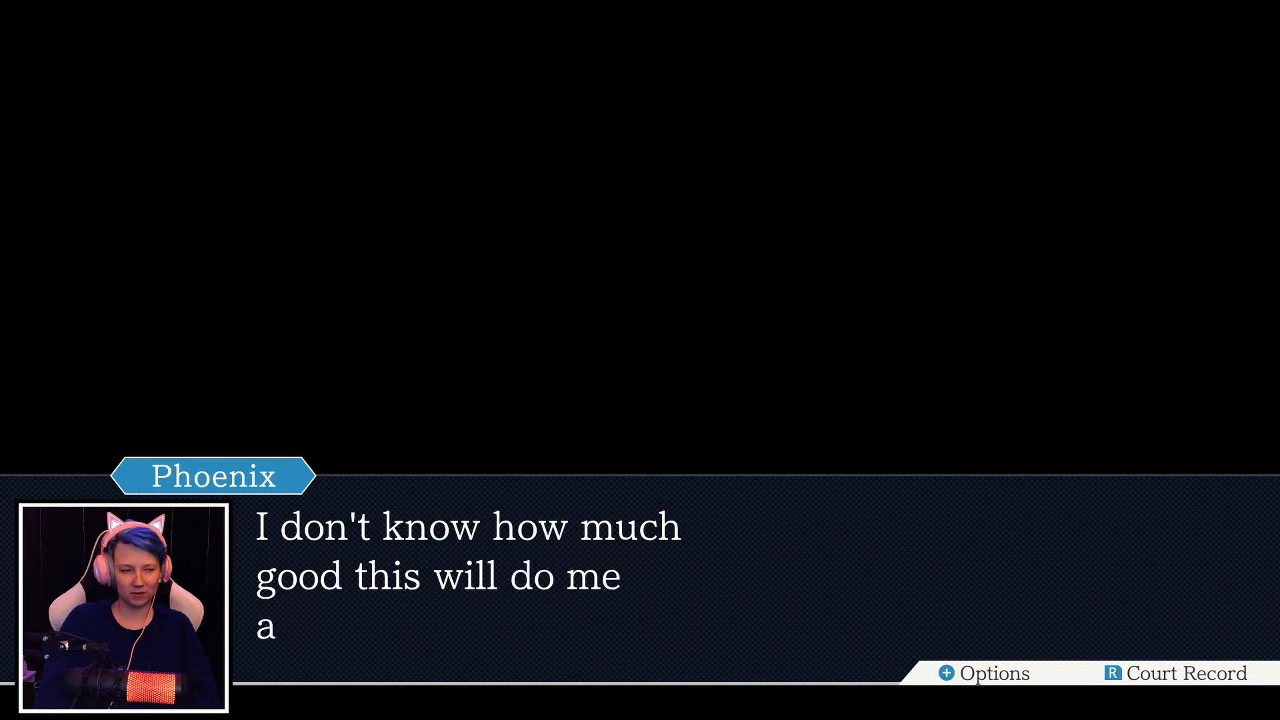 Phoenix
I don't know how much
good this will do me
a
Options
R Court Record